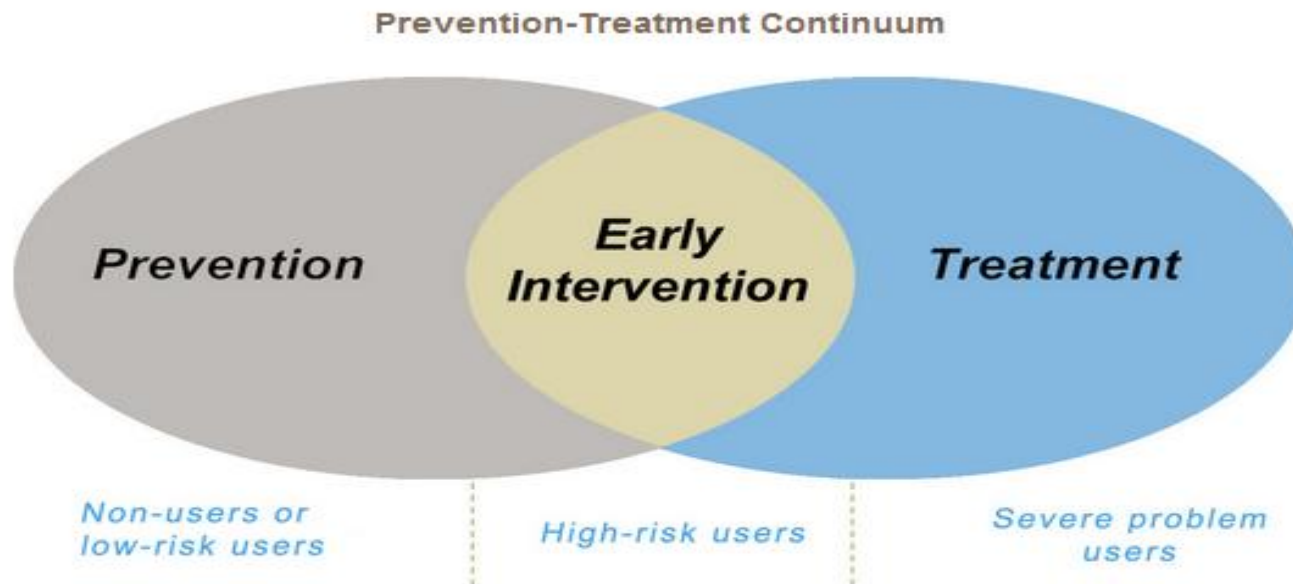 Prevention-Treatment Continuum
Prevention
Early
Intervention
Treatment
Non-users or
low-risk users
High-risk users
Severe problem
users